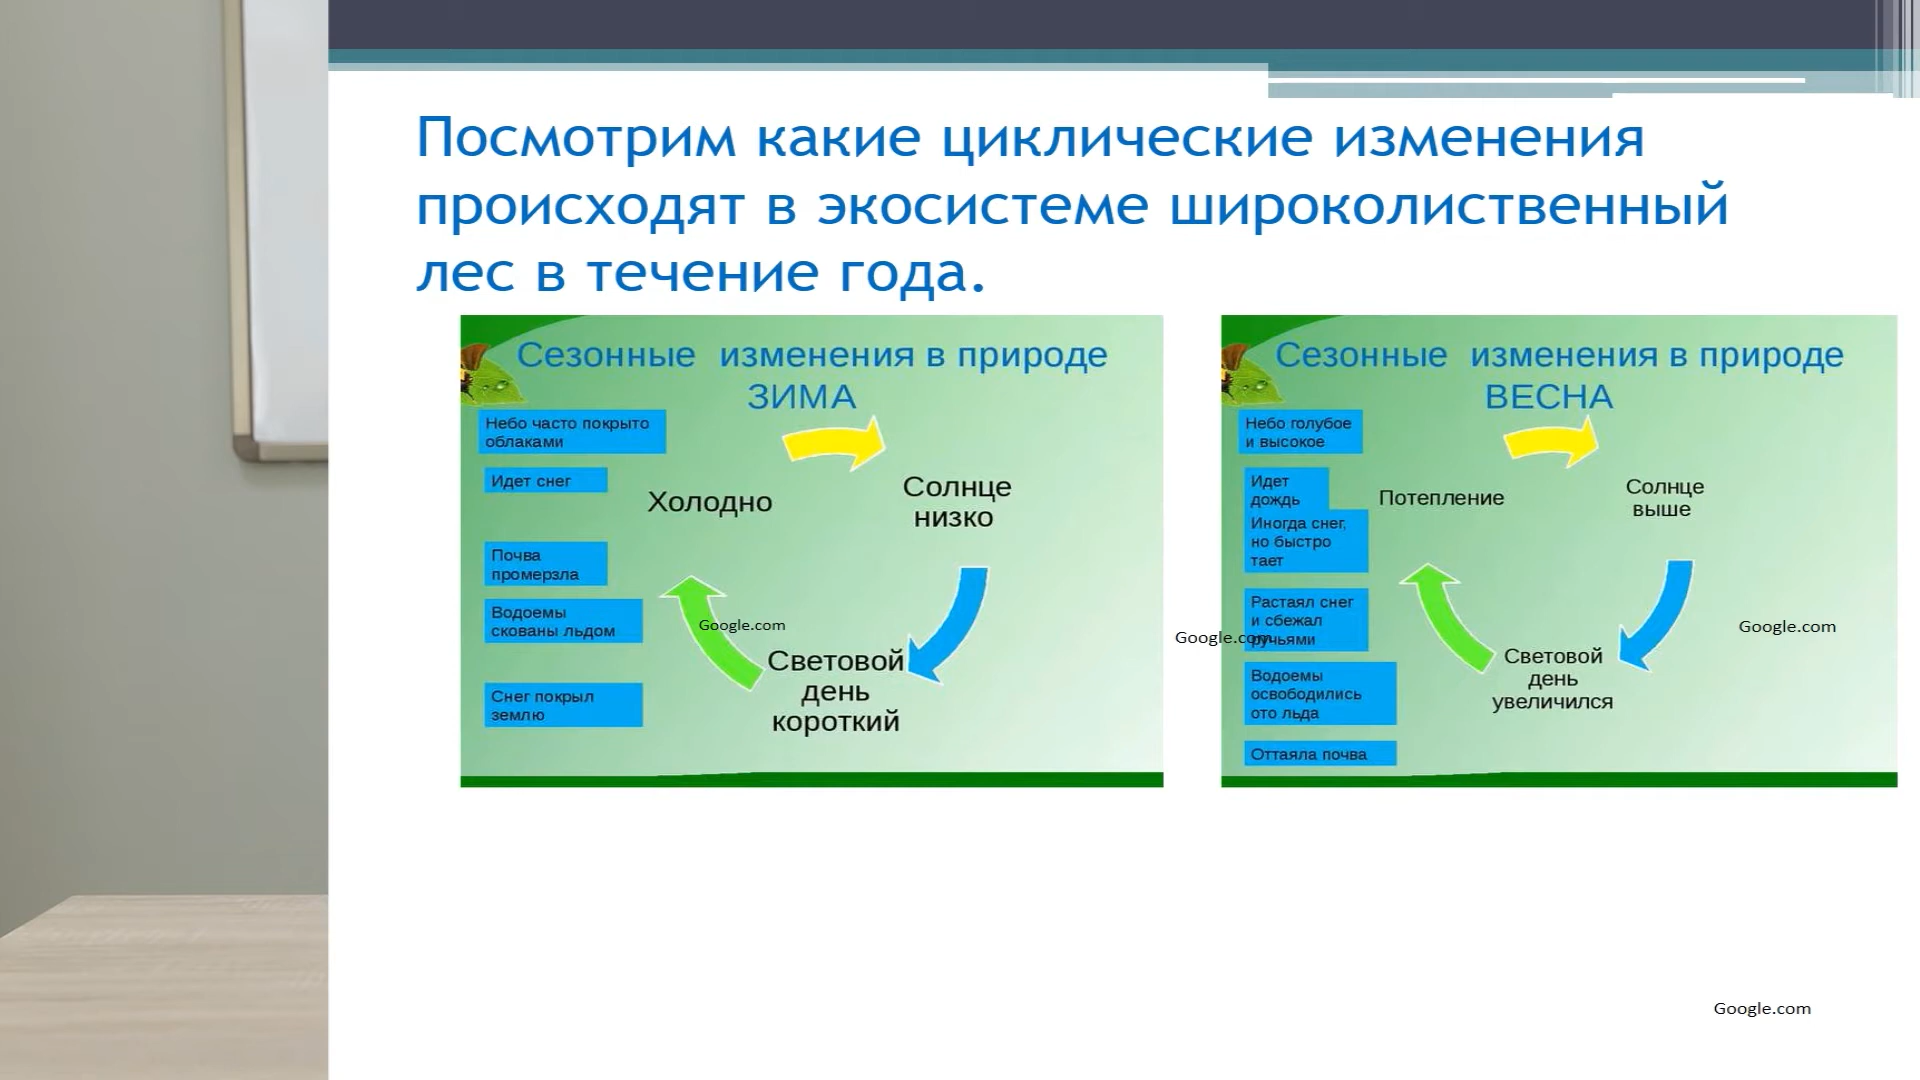 Посмотрим какие циклические изменения
происходят в экосистеме широколиственный
лес в течение года.
Сезонные изменения в природе
ЗИМА
Небо часто покрыто
облаками
Идет снег
Почва
промерзла
Водоемы
скованы льдом
Снег покрыл
землю
Холодно
Солнце
низко
Световой
день
короткий
Google.com
Сезонные изменения в природе
ВЕСНА
Небо голубое
и высокое
Идет
дождь
Иногда снег,
но быстро
тает
Растаял снег
и сбежал
ручьями
Водоемы
освободились
ото льда
Оттаяла почва
Потепление
Солнце
выше
Световой
день
увеличился
Google.com
Google.com
Google.com